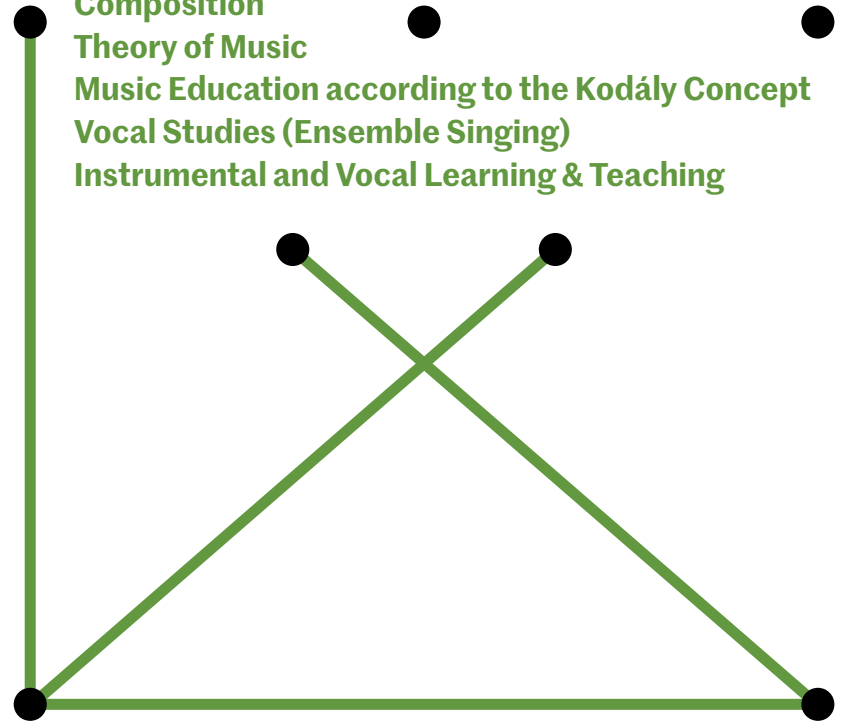 Composition
Theory of Music
Music Education according to the Kodály Concept
Vocal Studies (Ensemble Singing)
Instrumental and Vocal Learning & Teaching